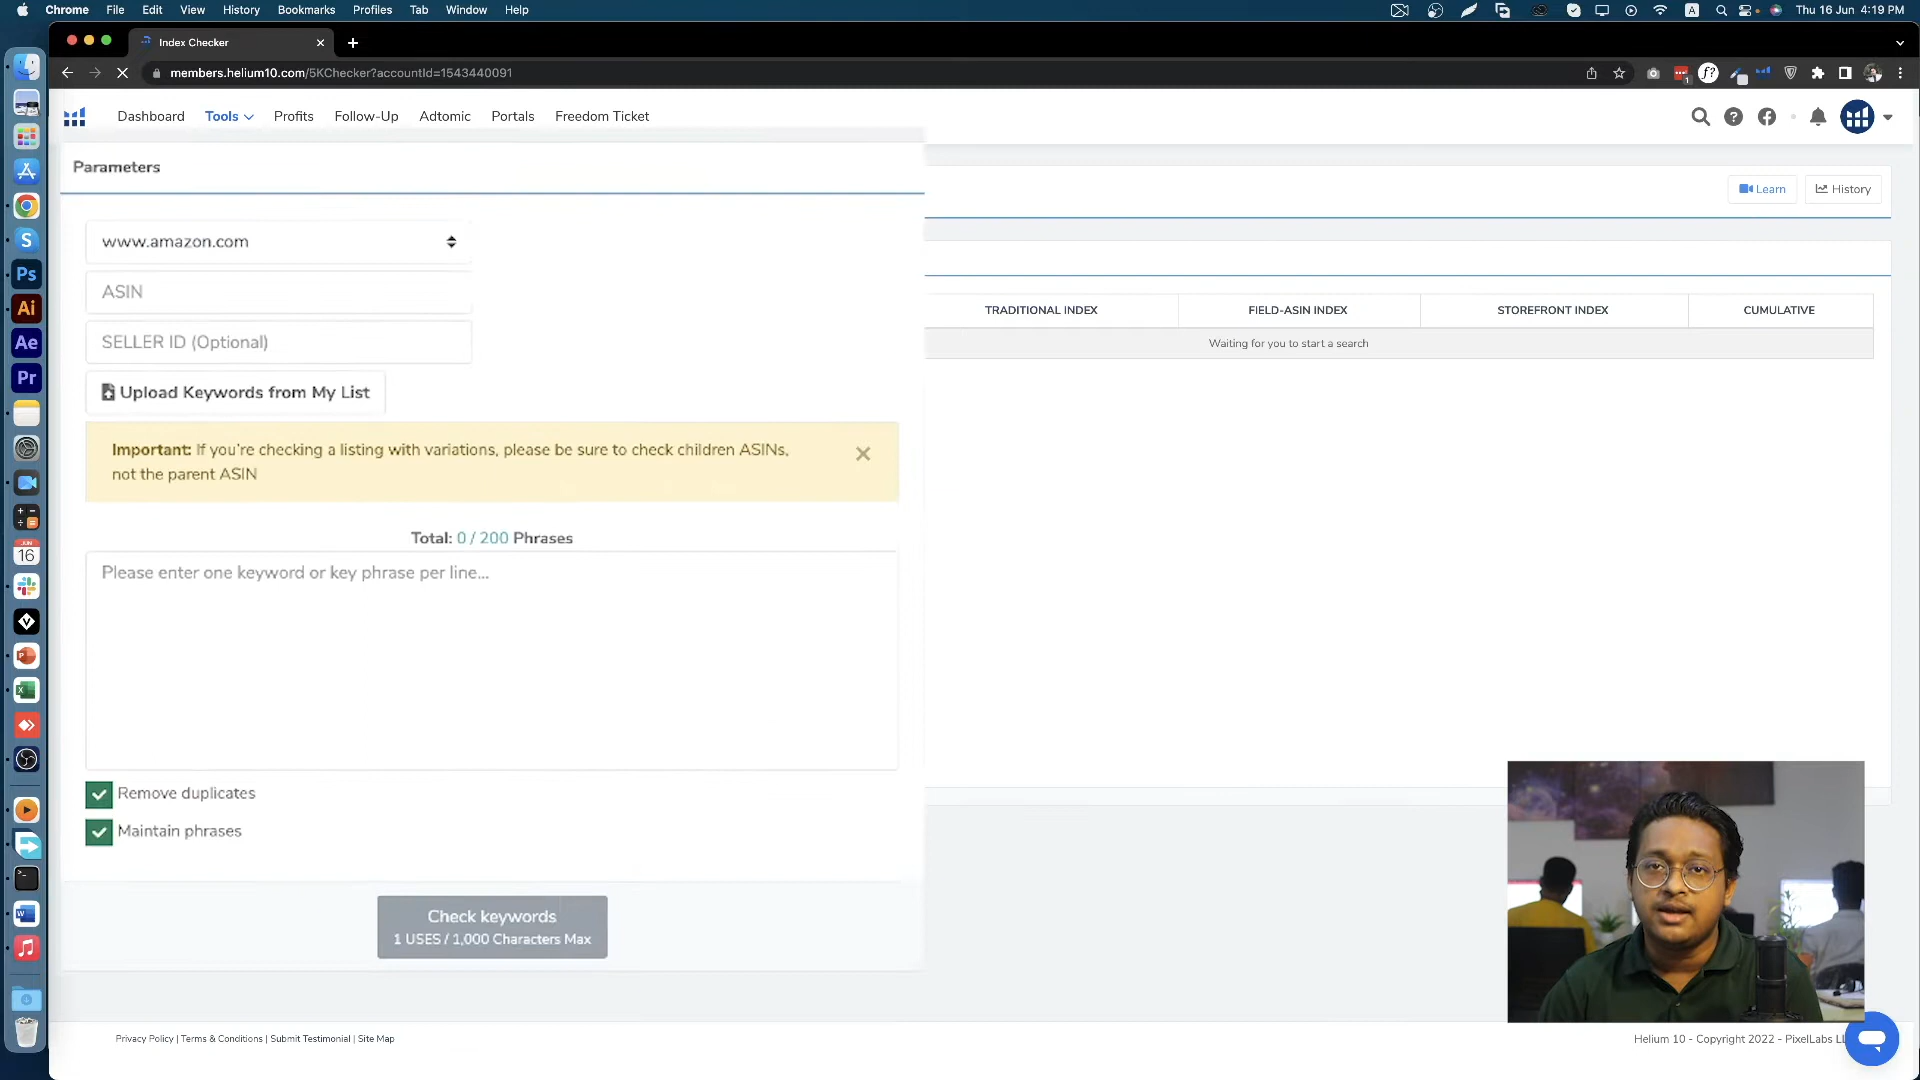 Chrome File Edit View History Bookmarks Profiles Tab Window Help
A Thu 16 Jun 4:19 PM
Index Checker
members.helium10.com/5KChecker?accountId=1543440091
Dashboard Tools Profits Follow-Up Adtomic Portals Freedom Ticket
Parameters
Learn History
www.amazon.com
ASIN
SELLER ID (Optional)
Upload Keywords from My List
TRADITIONAL INDEX FIELD-ASIN INDEX STOREFRONT INDEX CUMULATIVE
Waiting for you to start a search
Important: If you're checking a listing with variations, please be sure to check children ASINs,
not the parent ASIN
Total: 0 / 200 Phrases
Please enter one keyword or key phrase per line...
Remove duplicates
Maintain phrases
Check keywords
1 USES / 1,000 Characters Max
Privacy Policy | Terms & Conditions | Submit Testimonial | Site Map
Helium 10 - Copyright 2022 - PixelLabs
S
Ps
Ai
Ae
Pr
JUN
16